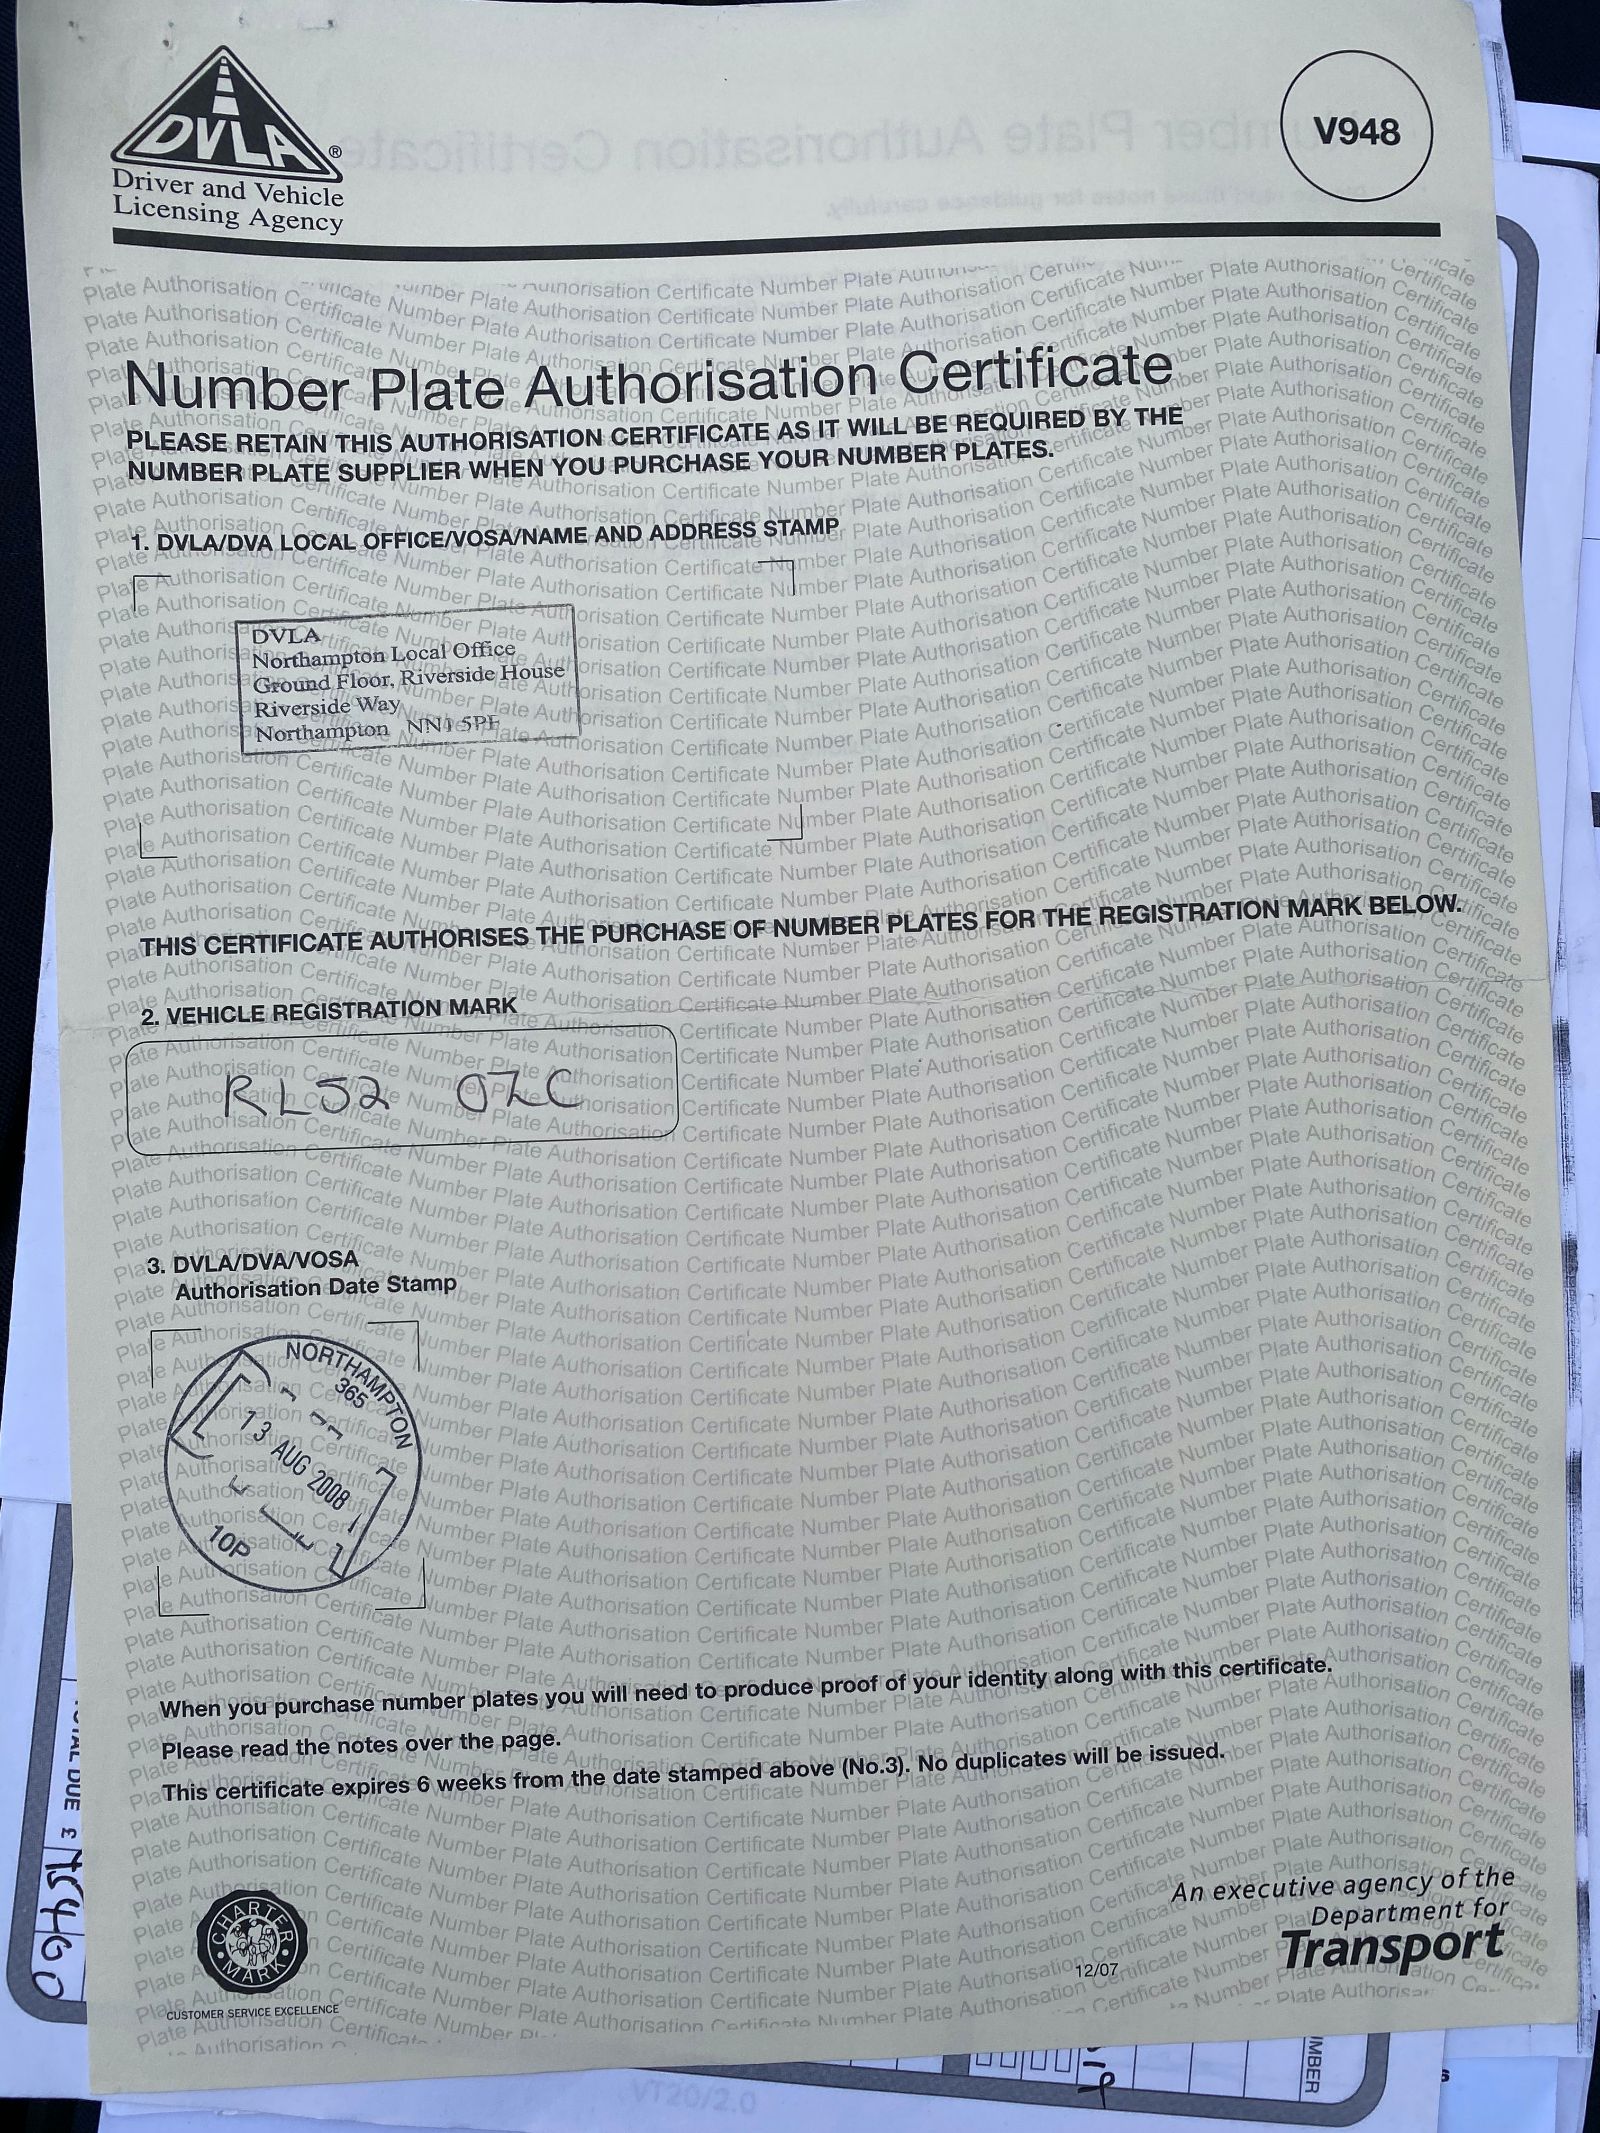 DVLA®
Driver and Vehicle
Licensing Agency
V948
Number Plate Authorisation Certificate
PLEASE RETAIN THIS AUTHORISATION CERTIFICATE AS IT WILL BE REQUIRED BY THE
NUMBER PLATE SUPPLIER WHEN YOU PURCHASE YOUR NUMBER PLATES.
1. DVLA/DVA LOCAL OFFICE/VOSA/NAME AND ADDRESS STAMP
DVLA
Northampton Local Office
Ground Floor, Riverside House
Riverside Way
Northampton NN1 5PE
THIS CERTIFICATE AUTHORISES THE PURCHASE OF NUMBER PLATES FOR THE REGISTRATION MARK BELOW.
2. VEHICLE REGISTRATION MARK
RL52 OZC
3. DVLA/DVA/VOSA
Authorisation Date Stamp
NORTHAMPTON
365
13 AUG 2008
10P
When you purchase number plates you will need to produce proof of your identity along with this certificate.
Please read the notes over the page.
This certificate expires 6 weeks from the date stamped above (No.3). No duplicates will be issued.
CHARTER
MARK
CUSTOMER SERVICE EXCELLENCE
12/07
An executive agency of the
Department for
Transport
VT20/2.0